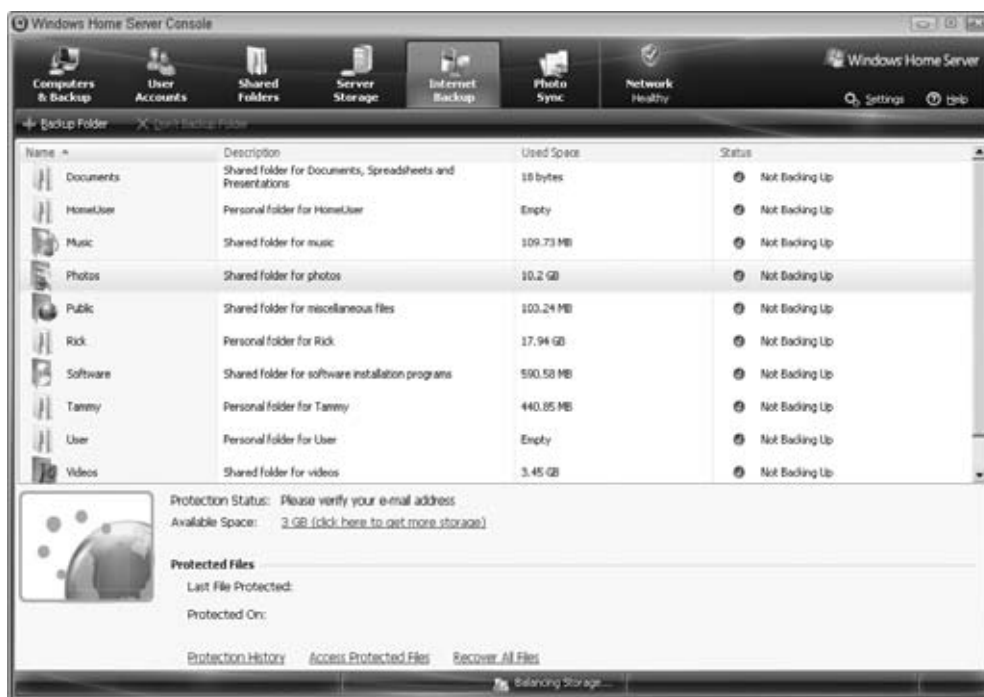 Windows Home Server Console
Computers & Backup
User Accounts
Shared Folders
Server Storage
Internet Backup
Photo Sync
Network Healthy
Windows Home Server
Settings
Help
Backup Folder
Don't Backup Folder
Name Description Used Space Status
Documents Shared folder for Documents, Spreadsheets and Presentations 18 bytes Not Backing Up
HomeUser Personal folder for HomeUser Empty Not Backing Up
Music Shared folder for music 109.73 MB Not Backing Up
Photos Shared folder for photos 10.2 GB Not Backing Up
Public Shared folder for miscellaneous files 103.24 MB Not Backing Up
Rick Personal folder for Rick 17.94 GB Not Backing Up
Software Shared folder for software installation programs 590.58 MB Not Backing Up
Tammy Personal folder for Tammy 440.85 MB Not Backing Up
User Personal folder for User Empty Not Backing Up
Videos Shared folder for videos 3.45 GB Not Backing Up
Protection Status: Please verify your e-mail address
Available Space: 3 GB (click here to get more storage)
Protected Files
Last File Protected:
Protected On:
Protection History Access Protected Files Recover All Files
Balancing Storage...